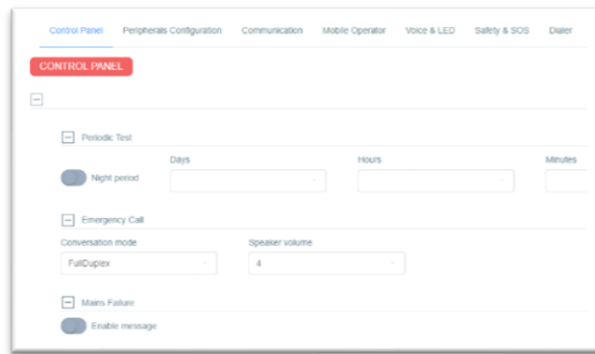 Control Panel Peripherals Configuration Communication Mobile Operator Voice & LED Safety & SOS Dialer
CONTROL PANEL
Periodic Test
Days Hours Minutes
Night period
Emergency Call
Conversation mode Speaker volume
FullDuplex 4
Mains Failure
Enable message